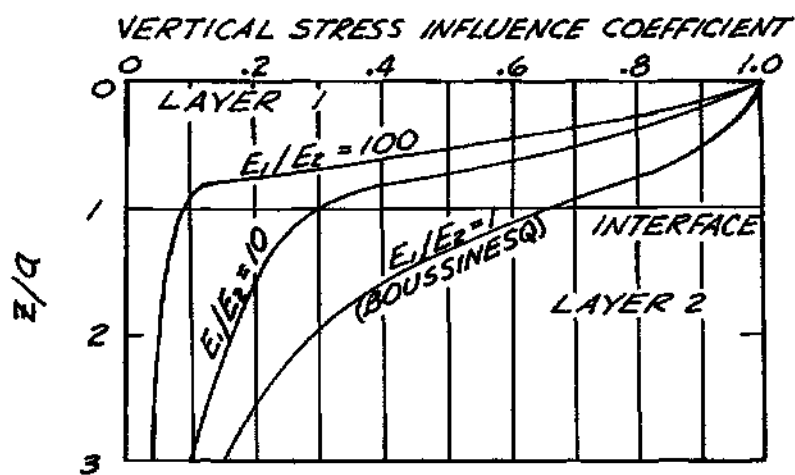 VERTICAL STRESS INFLUENCE COEFFICIENT
0 .2 .4 .6 .8 1.0
0
LAYER 1
E1/E2 = 100
1
E1/E2 = 1
INTERFACE
(BOUSSINESQ)
E1/E2 = 10
z/a
LAYER 2
2
3